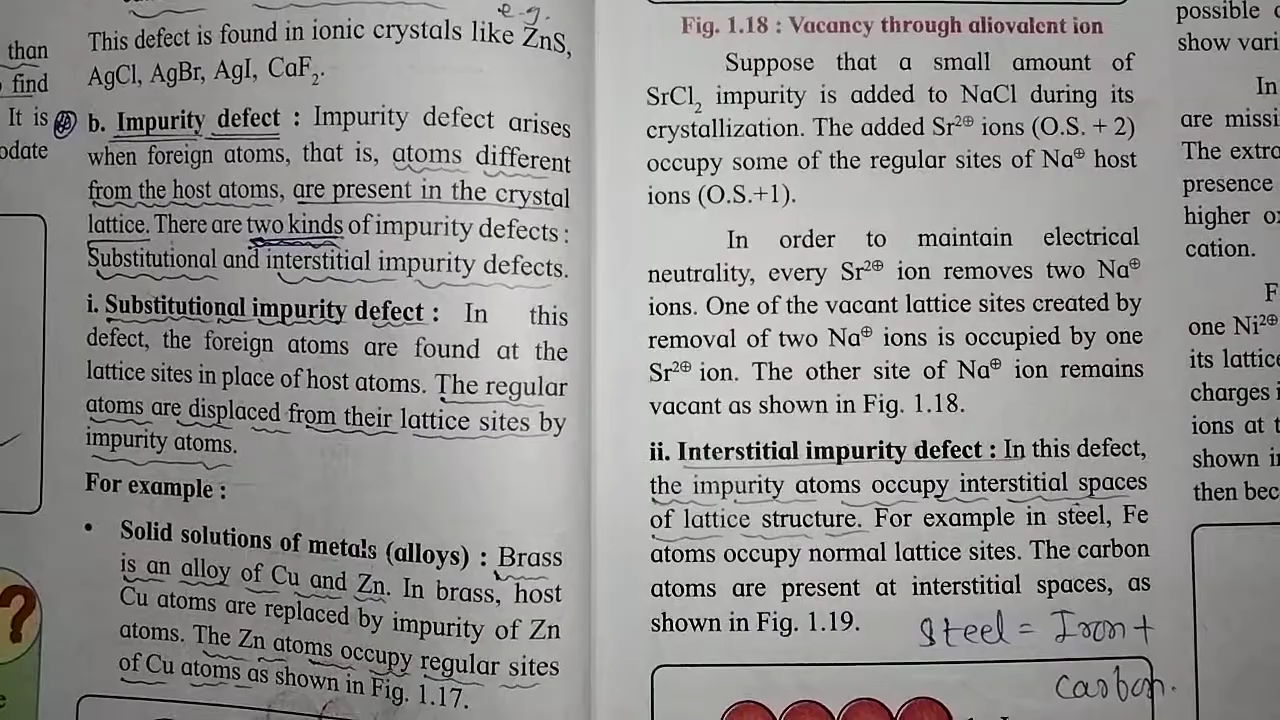 than
find
It is
odate
e.g.
This defect is found in ionic crystals like ZnS,
AgCl, AgBr, AgI, CaF₂.
b. Impurity defect : Impurity defect arises
when foreign atoms, that is, atoms different
from the host atoms, are present in the crystal
lattice. There are two kinds of impurity defects :
Substitutional and interstitial impurity defects.
i. Substitutional impurity defect : In this
defect, the foreign atoms are found at the
lattice sites in place of host atoms. The regular
atoms are displaced from their lattice sites by
impurity atoms.
For example :
• Solid solutions of metals (alloys) : Brass
is an alloy of Cu and Zn. In brass, host
Cu atoms are replaced by impurity of Zn
atoms. The Zn atoms occupy regular sites
of Cu atoms as shown in Fig. 1.17.
?
Fig. 1.18 : Vacancy through aliovalent ion
Suppose that a small amount of
SrCl₂ impurity is added to NaCl during its
crystallization. The added Sr²⊕ ions (O.S. + 2)
occupy some of the regular sites of Na⊕ host
ions (O.S.+1).
In order to maintain electrical
neutrality, every Sr²⊕ ion removes two Na⊕
ions. One of the vacant lattice sites created by
removal of two Na⊕ ions is occupied by one
Sr²⊕ ion. The other site of Na⊕ ion remains
vacant as shown in Fig. 1.18.
ii. Interstitial impurity defect : In this defect,
the impurity atoms occupy interstitial spaces
of lattice structure. For example in steel, Fe
atoms occupy normal lattice sites. The carbon
atoms are present at interstitial spaces, as
shown in Fig. 1.19.
Steel = Iron +
carbon.
possible
show vari
In
are missi
The extra
presence
higher o
cation.
F
one Ni²⊕
its lattice
charges i
ions at t
shown in
then bec